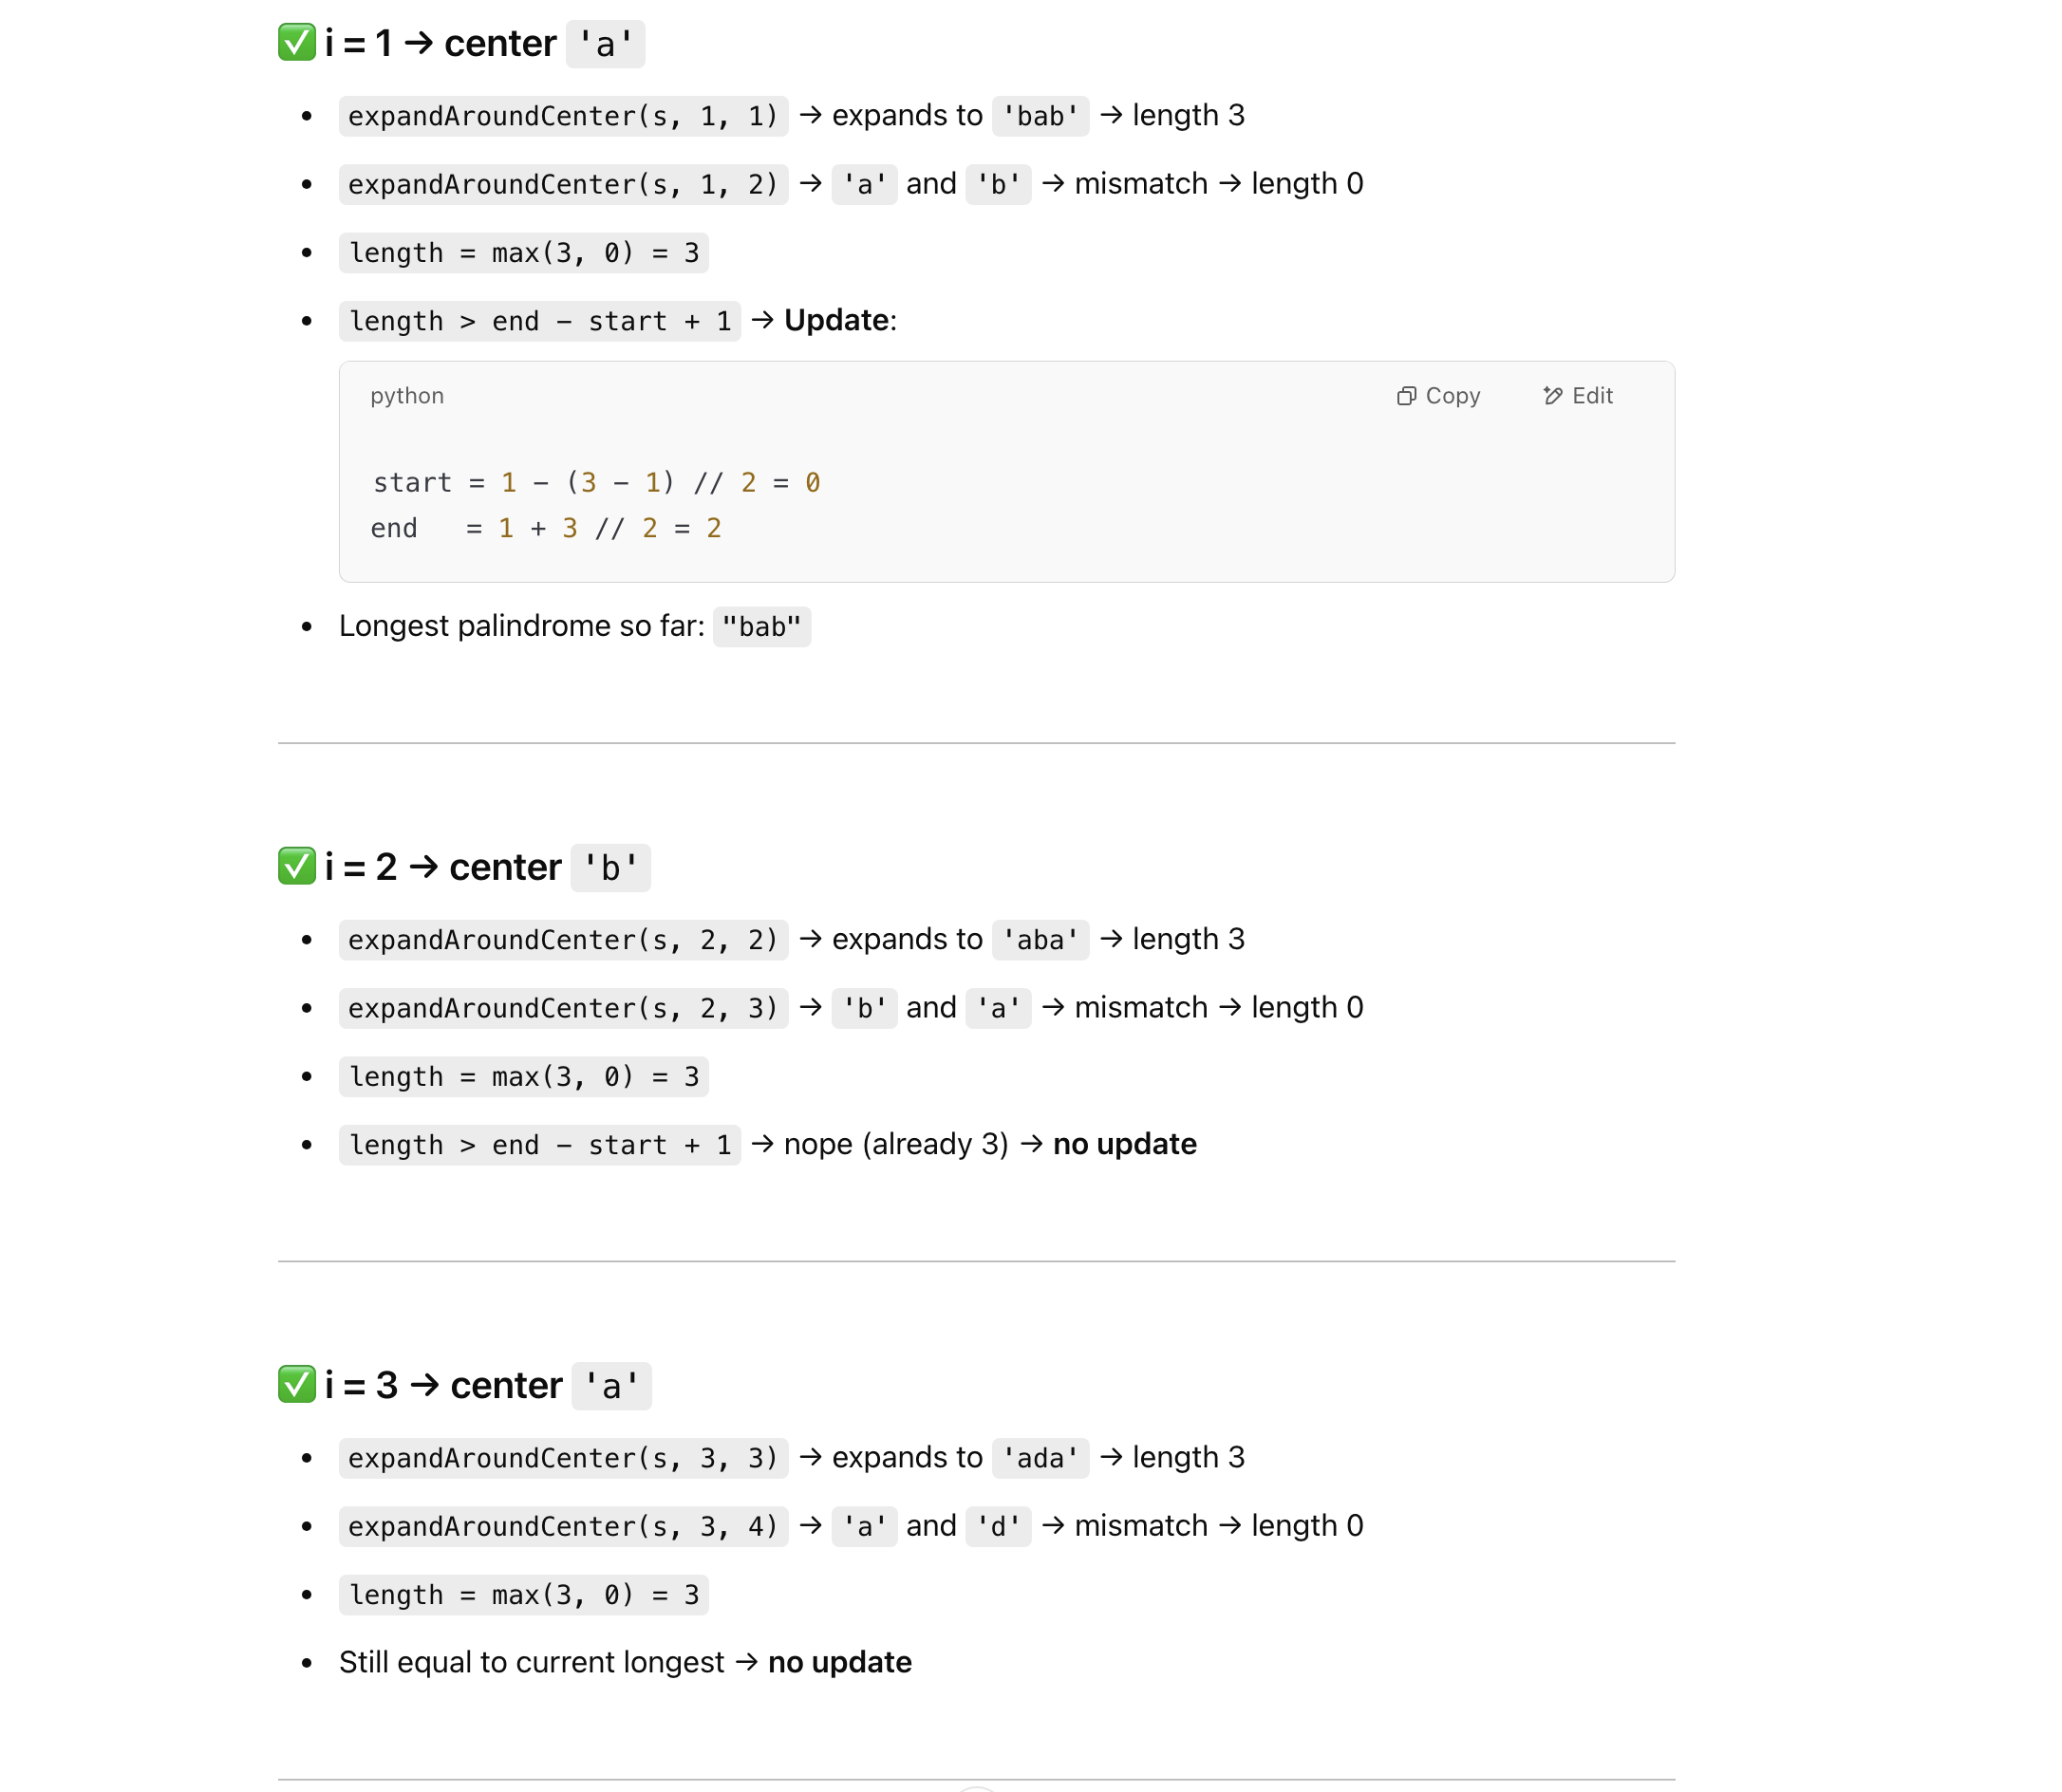 ✅ i = 1 → center 'a'
• expandAroundCenter(s, 1, 1) → expands to 'bab' → length 3
• expandAroundCenter(s, 1, 2) → 'a' and 'b' → mismatch → length 0
• length = max(3, 0) = 3
• length > end - start + 1 → Update:
python Copy Edit
start = 1 - (3 - 1) // 2 = 0
end   = 1 + 3 // 2 = 2
• Longest palindrome so far: "bab"
✅ i = 2 → center 'b'
• expandAroundCenter(s, 2, 2) → expands to 'aba' → length 3
• expandAroundCenter(s, 2, 3) → 'b' and 'a' → mismatch → length 0
• length = max(3, 0) = 3
• length > end - start + 1 → nope (already 3) → no update
✅ i = 3 → center 'a'
• expandAroundCenter(s, 3, 3) → expands to 'ada' → length 3
• expandAroundCenter(s, 3, 4) → 'a' and 'd' → mismatch → length 0
• length = max(3, 0) = 3
• Still equal to current longest → no update